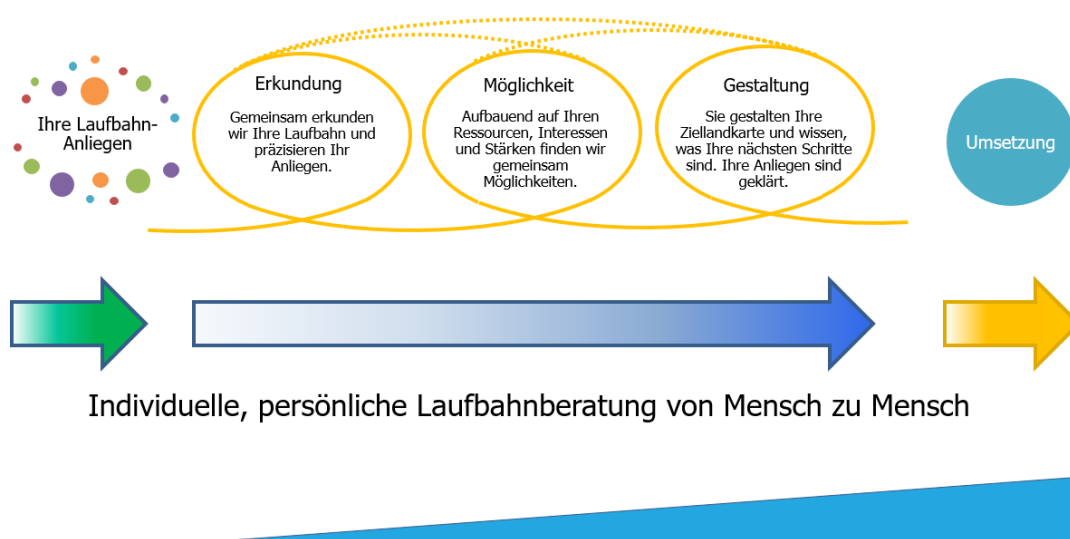 Ihre Laufbahn-
Anliegen
Erkundung
Gemeinsam erkunden
wir Ihre Laufbahn und
präzisieren Ihr
Anliegen.
Möglichkeit
Aufbauend auf Ihren
Ressourcen, Interessen
und Stärken finden wir
gemeinsam
Möglichkeiten.
Gestaltung
Sie gestalten Ihre
Ziellandkarte und wissen,
was Ihre nächsten Schritte
sind. Ihre Anliegen sind
geklärt.
Umsetzung
Individuelle, persönliche Laufbahnberatung von Mensch zu Mensch